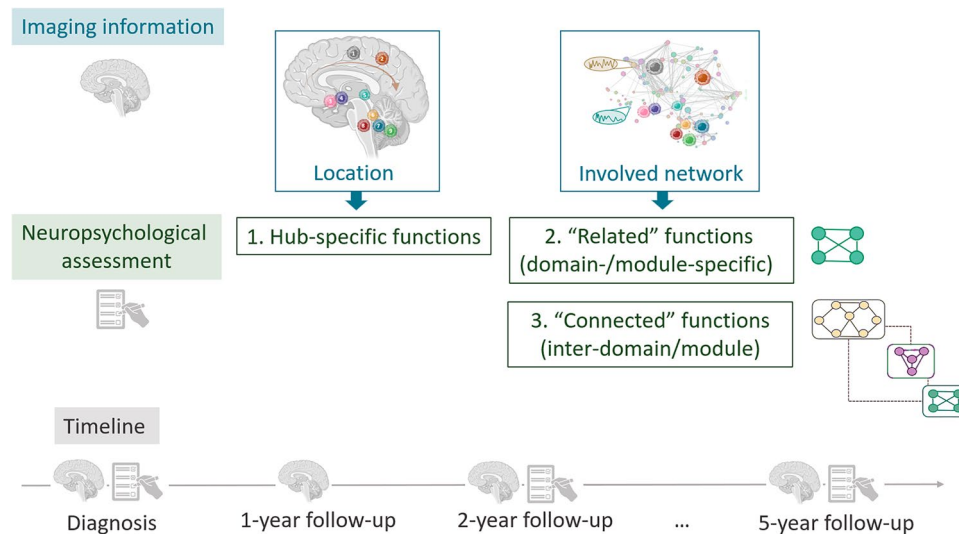 Imaging information
Location
Involved network
Neuropsychological
assessment
1. Hub-specific functions
2. “Related” functions
(domain-/module-specific)
3. “Connected” functions
(inter-domain/module)
Timeline
Diagnosis
1-year follow-up
2-year follow-up
...
5-year follow-up